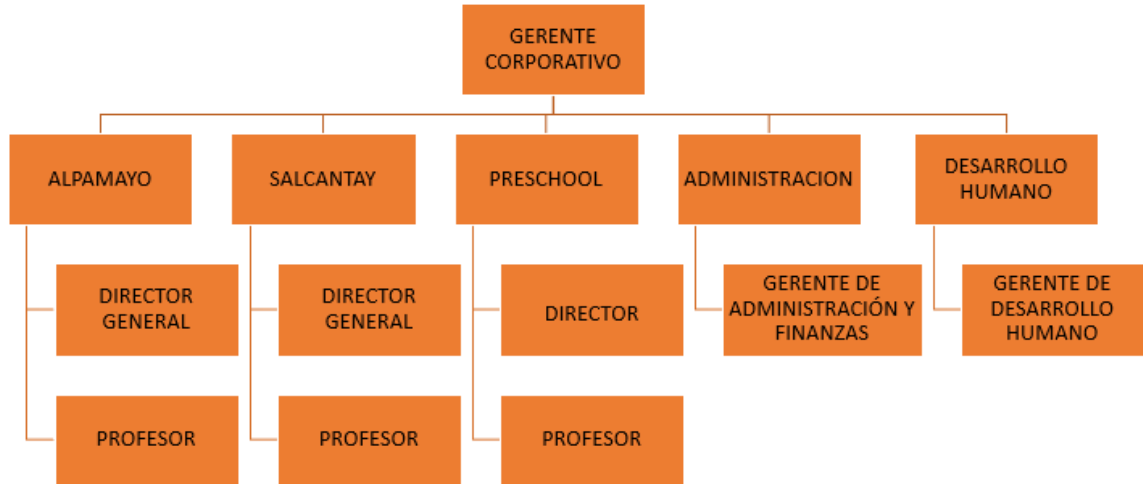 GERENTE
CORPORATIVO
ALPAMAYO
SALCANTAY
PRESCHOOL
ADMINISTRACION
DESARROLLO
HUMANO
DIRECTOR
GENERAL
DIRECTOR
GENERAL
DIRECTOR
GERENTE DE
ADMINISTRACIÓN Y
FINANZAS
GERENTE DE
DESARROLLO
HUMANO
PROFESOR
PROFESOR
PROFESOR